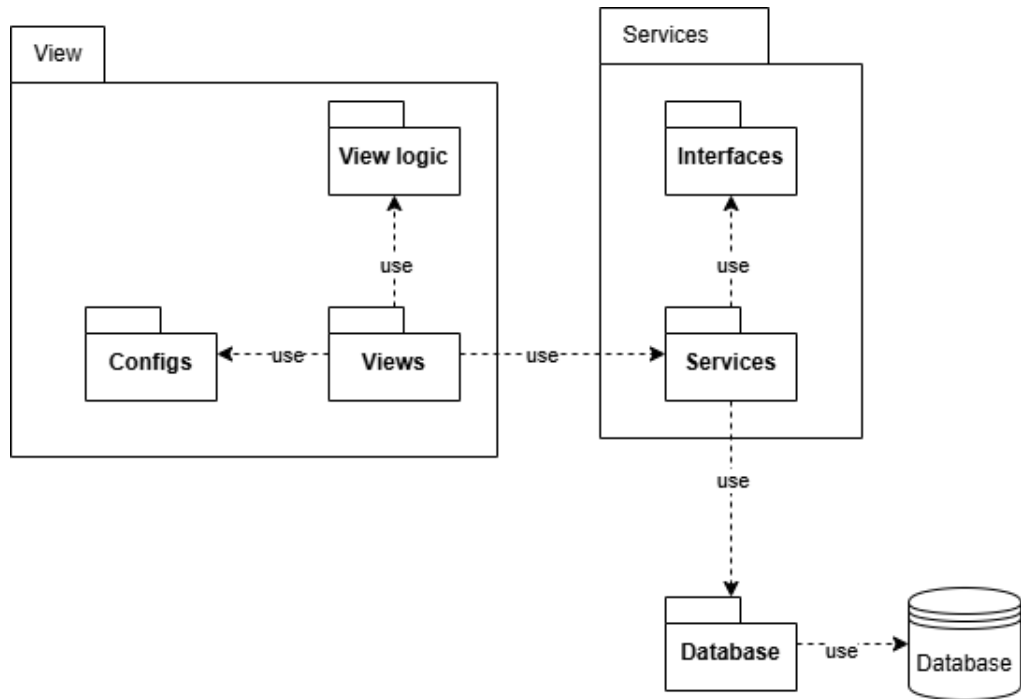 View
Services
View logic
Interfaces
use
use
Configs
use
Views
use
Services
use
Database
use
Database